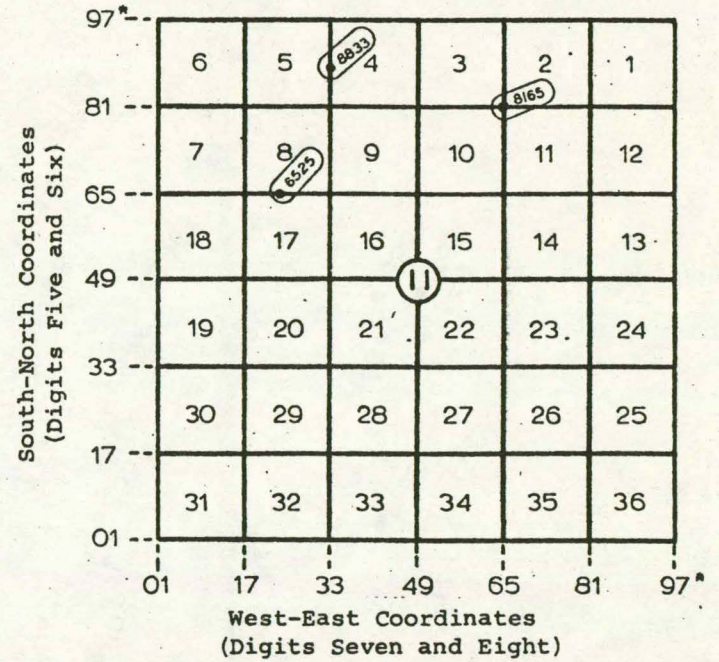 97*
6 5 8833 4 3 2 1
81
8165
7 8 9 10 11 12
6525
65
18 17 16 15 14 13
49
11
19 20 21 22 23 24
33
30 29 28 27 26 25
17
31 32 33 34 35 36
01
01 17 33 49 65 81 97*
South-North Coordinates
(Digits Five and Six)
West-East Coordinates
(Digits Seven and Eight)